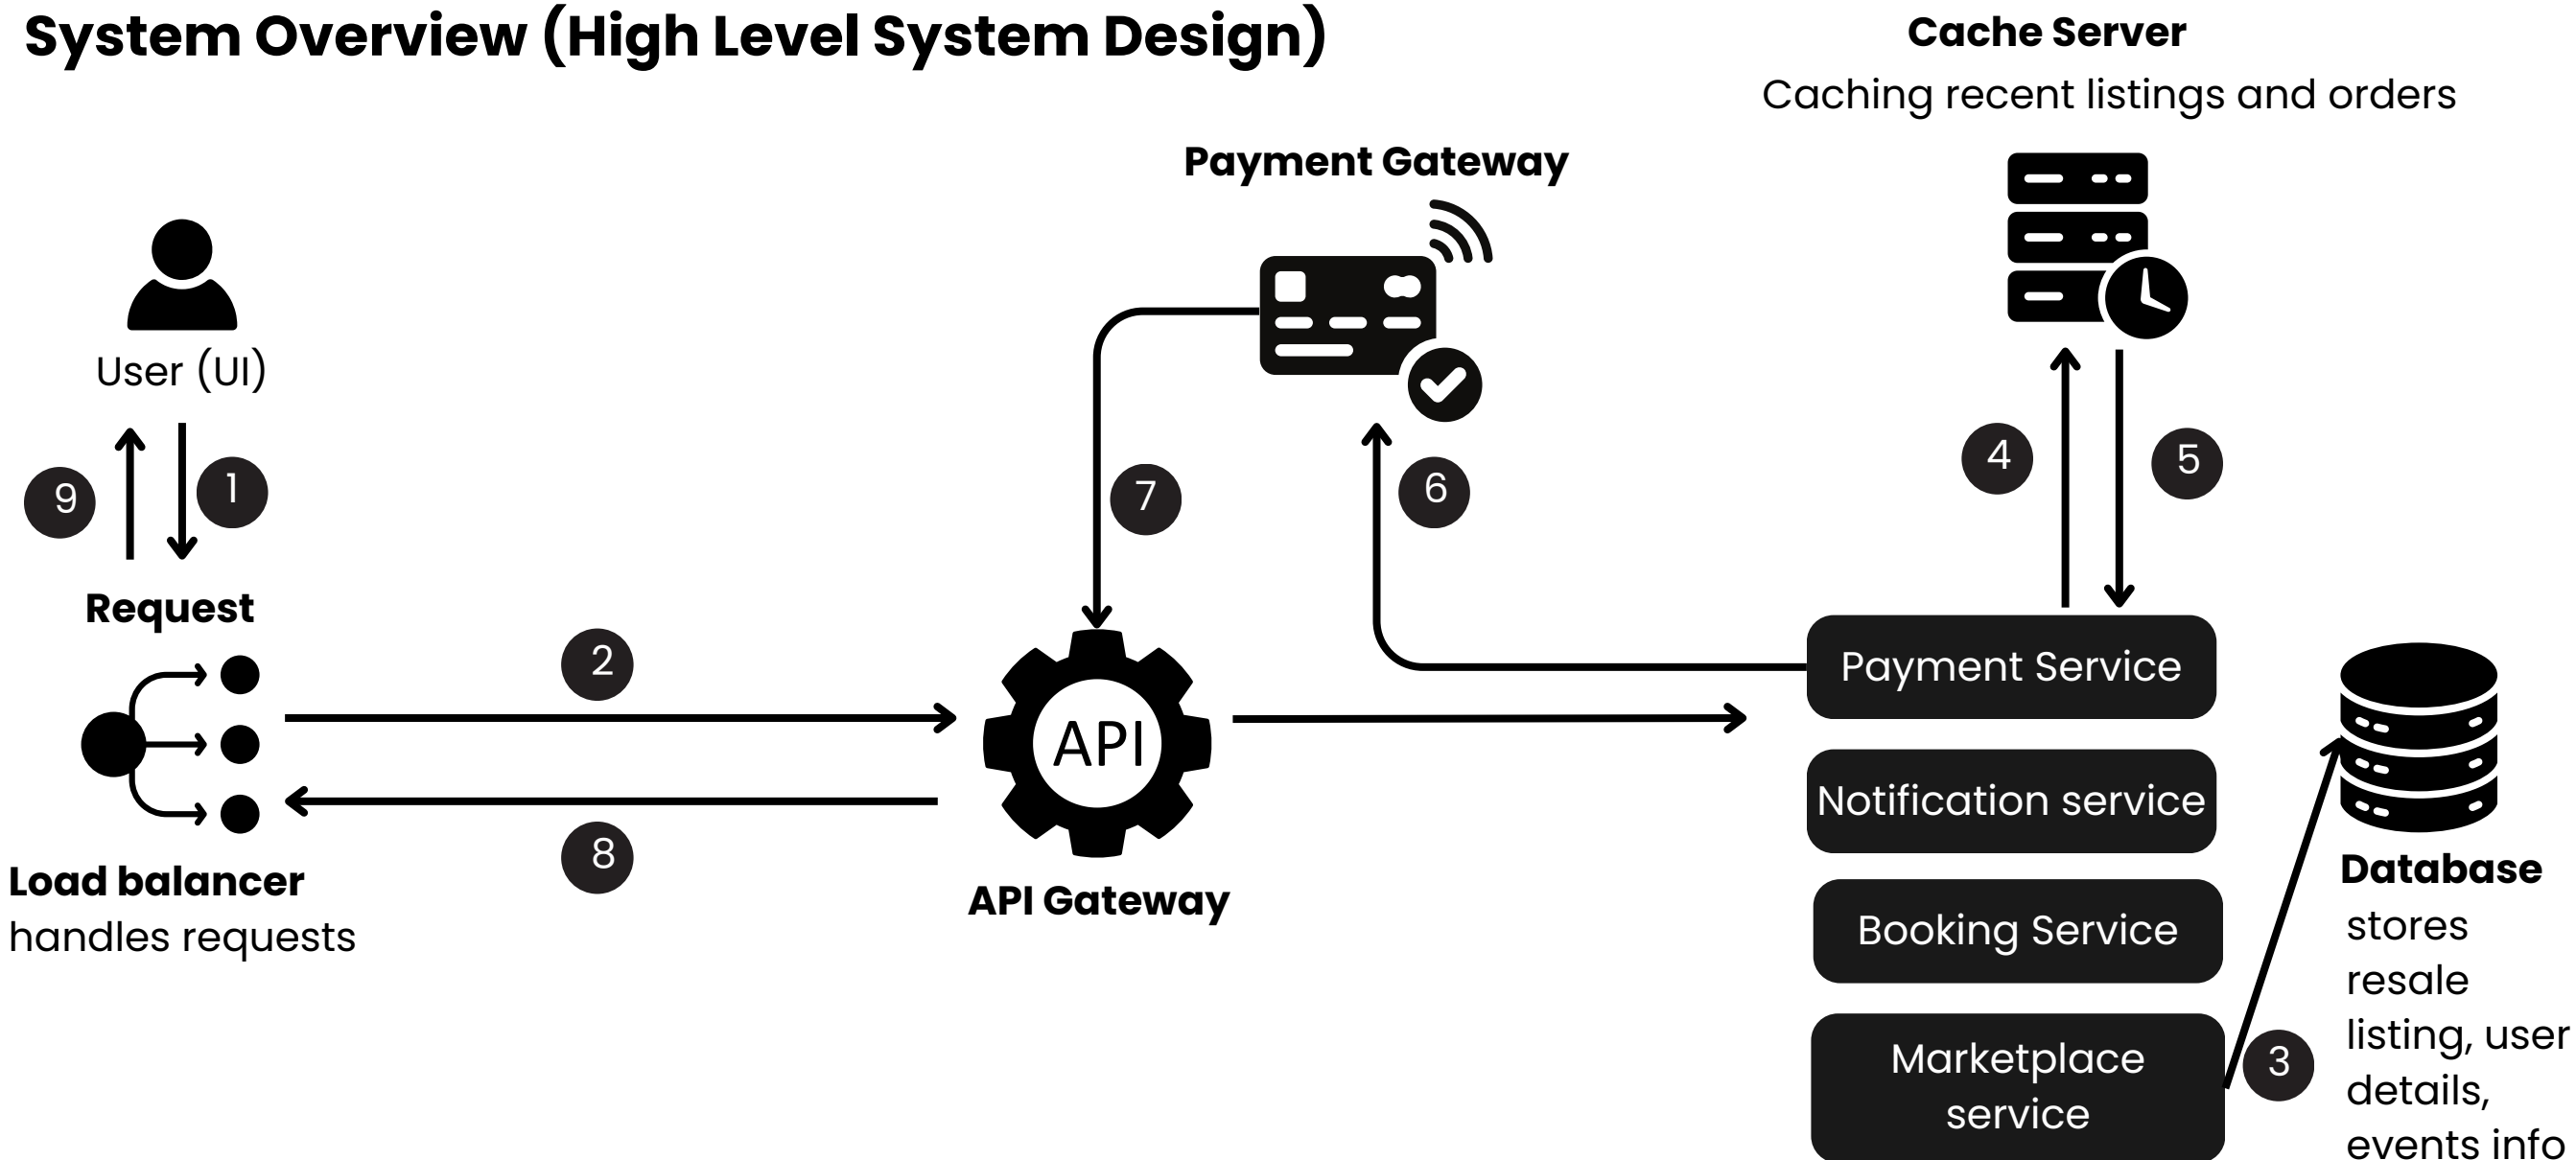 System Overview (High Level System Design)
Cache Server
Caching recent listings and orders
Payment Gateway
User (UI)
9
1
7
6
4
5
Request
2
API
8
Load balancer
handles requests
API Gateway
Payment Service
Notification service
Booking Service
Marketplace
service
3
Database
stores
resale
listing, user
details,
events info